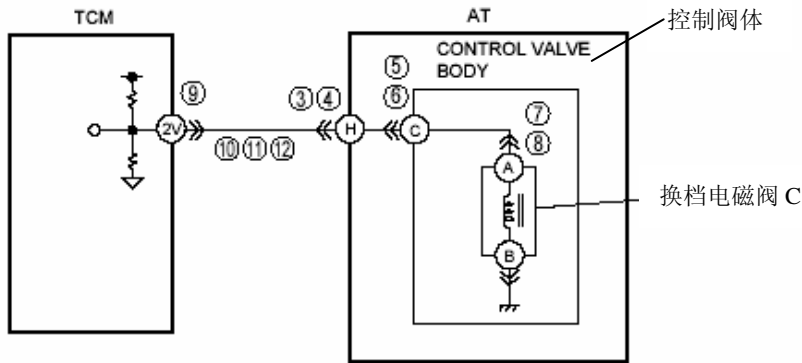 TCM
AT
控制阀体
CONTROL VALVE
BODY
⑤
⑥
⑨
③④
⑦
⑧
2V
H
C
⑩⑪⑫
A
换档电磁阀 C
B